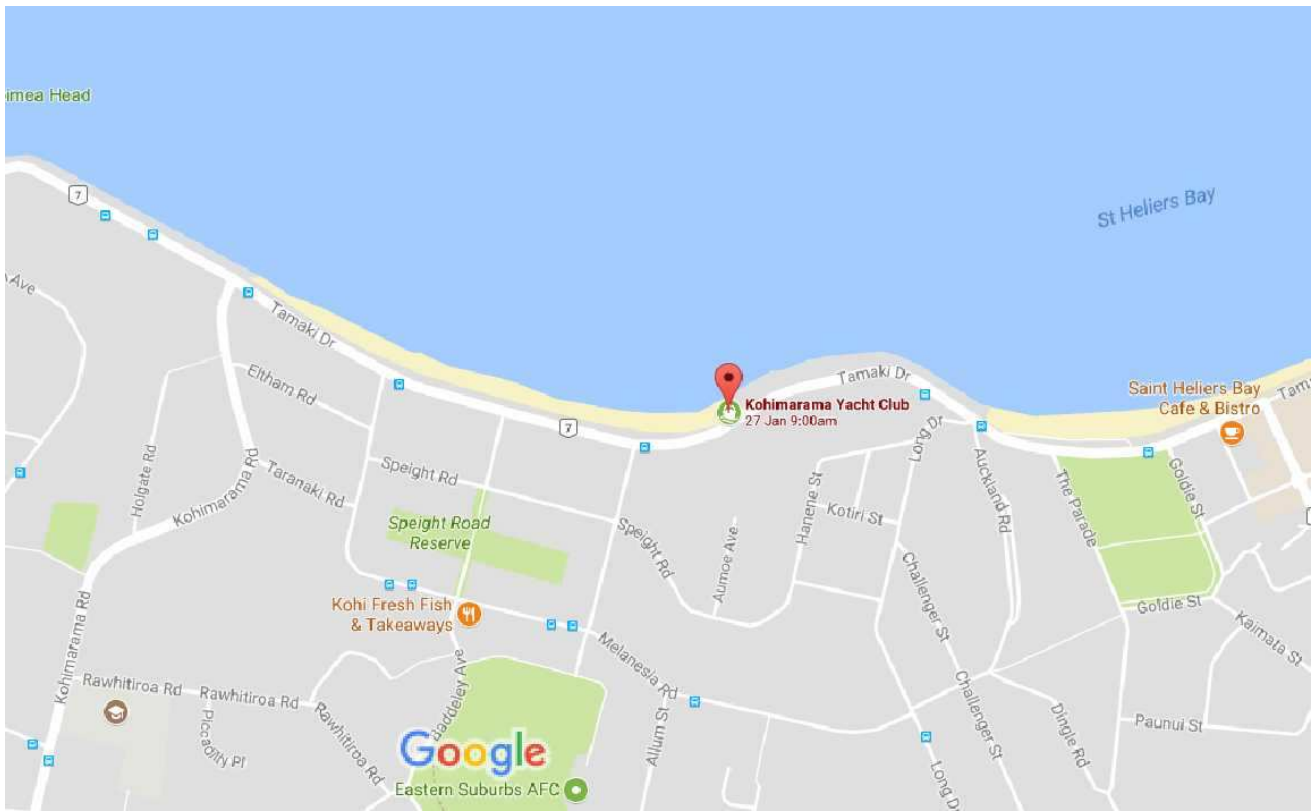 imea Head
7
St Heliers Bay
Ave
Tamaki Dr
Tamaki Dr
Saint Heliers Bay
Cafe & Bistro
Kohimarama Yacht Club
27 Jan 9:00am
7
Eltham Rd
Holgate Rd
Kohimarama Rd
Taranaki Rd
Speight Rd
Long Dr
Auckland Rd
The Parade
Goldie St
Hanene St
Kotiri St
Speight Road
Reserve
Speight Rd
Aumoe Ave
Challenger St
Kohi Fresh Fish
& Takeaways
Goldie St
Kaimata St
Kohimarama Rd
Melanesia Rd
Rawhitiroa Rd
Rawhitiroa Rd
Rawhitiroa Rd
Piccadilly Pl
Baddeley Ave
Allum St
Challenger St
Dingle Rd
Paunui St
Google
Eastern Suburbs AFC
Long Dr